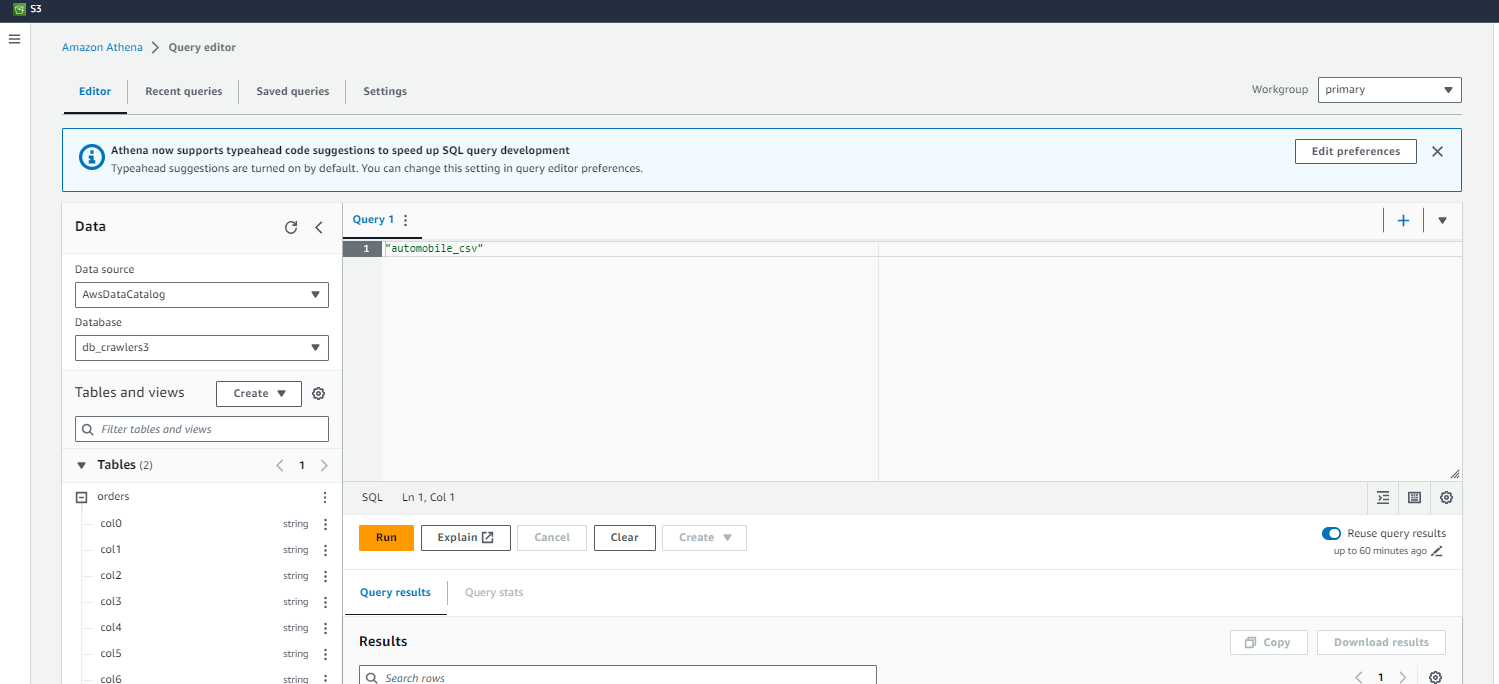 S3
Amazon Athena > Query editor
Editor Recent queries Saved queries Settings
Workgroup primary
Athena now supports typeahead code suggestions to speed up SQL query development
Typeahead suggestions are turned on by default. You can change this setting in query editor preferences.
Edit preferences
Data
Data source
AwsDataCatalog
Database
db_crawlers3
Tables and views Create
Filter tables and views
Tables (2) 1
orders
col0 string
col1 string
col2 string
col3 string
col4 string
col5 string
col6 string
Query 1
1 "automobile_csv"
SQL Ln 1, Col 1
Run Explain Cancel Clear Create
Reuse query results
up to 60 minutes ago
Query results Query stats
Results
Copy Download results
Search rows
1